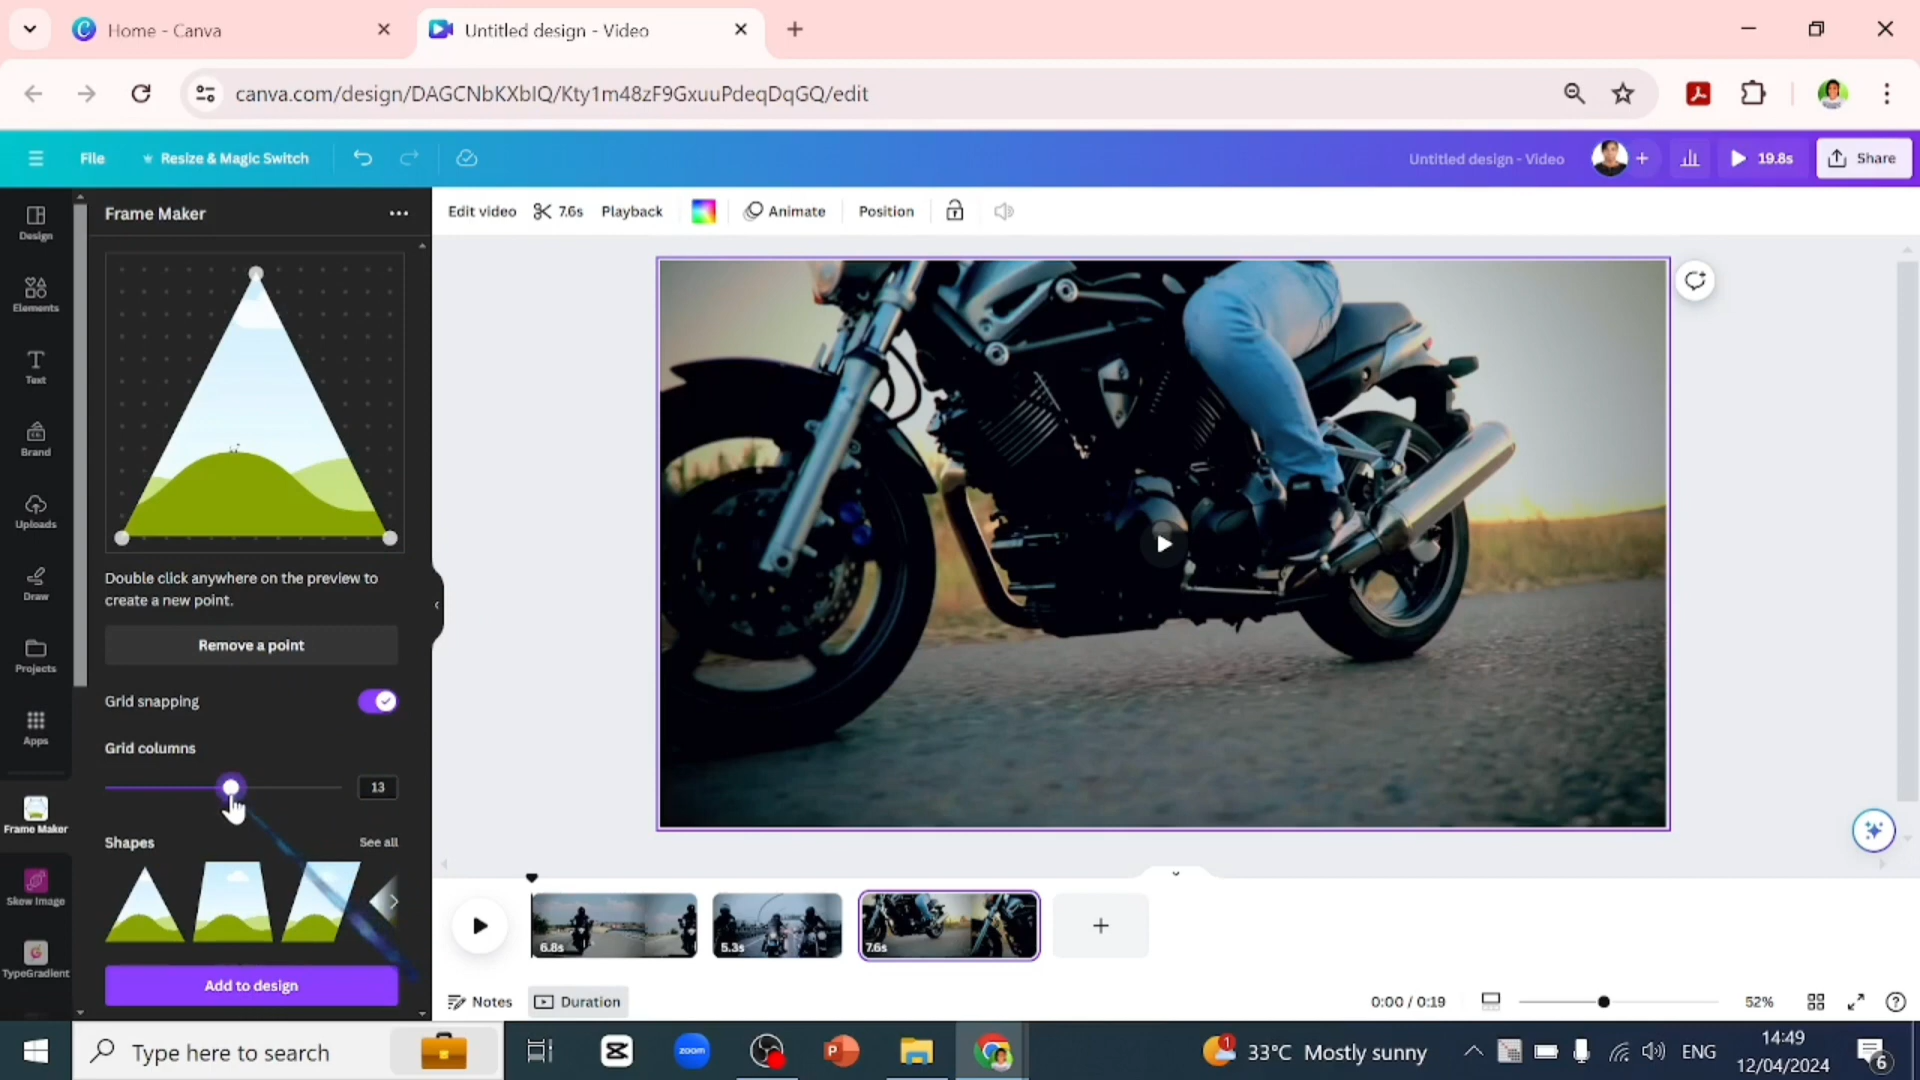 Home - Canva
Untitled design - Video
canva.com/design/DAGCNbKXbIQ/Kty1m48zF9GxuuPdeqDqGQ/edit
File
Resize & Magic Switch
Untitled design - Video
19.8s
Share
Design
Elements
Text
Brand
Uploads
Draw
Projects
Apps
Frame Maker
Skew Image
TypeGradient
Frame Maker
Double click anywhere on the preview to
create a new point.
Remove a point
Grid snapping
Grid columns
13
Shapes
See all
Add to design
Edit video
7.6s
Playback
Animate
Position
6.8s
5.3s
7.6s
Notes
Duration
0:00 / 0:19
52%
Type here to search
zoom
1
33°C Mostly sunny
ENG
14:49
12/04/2024
6